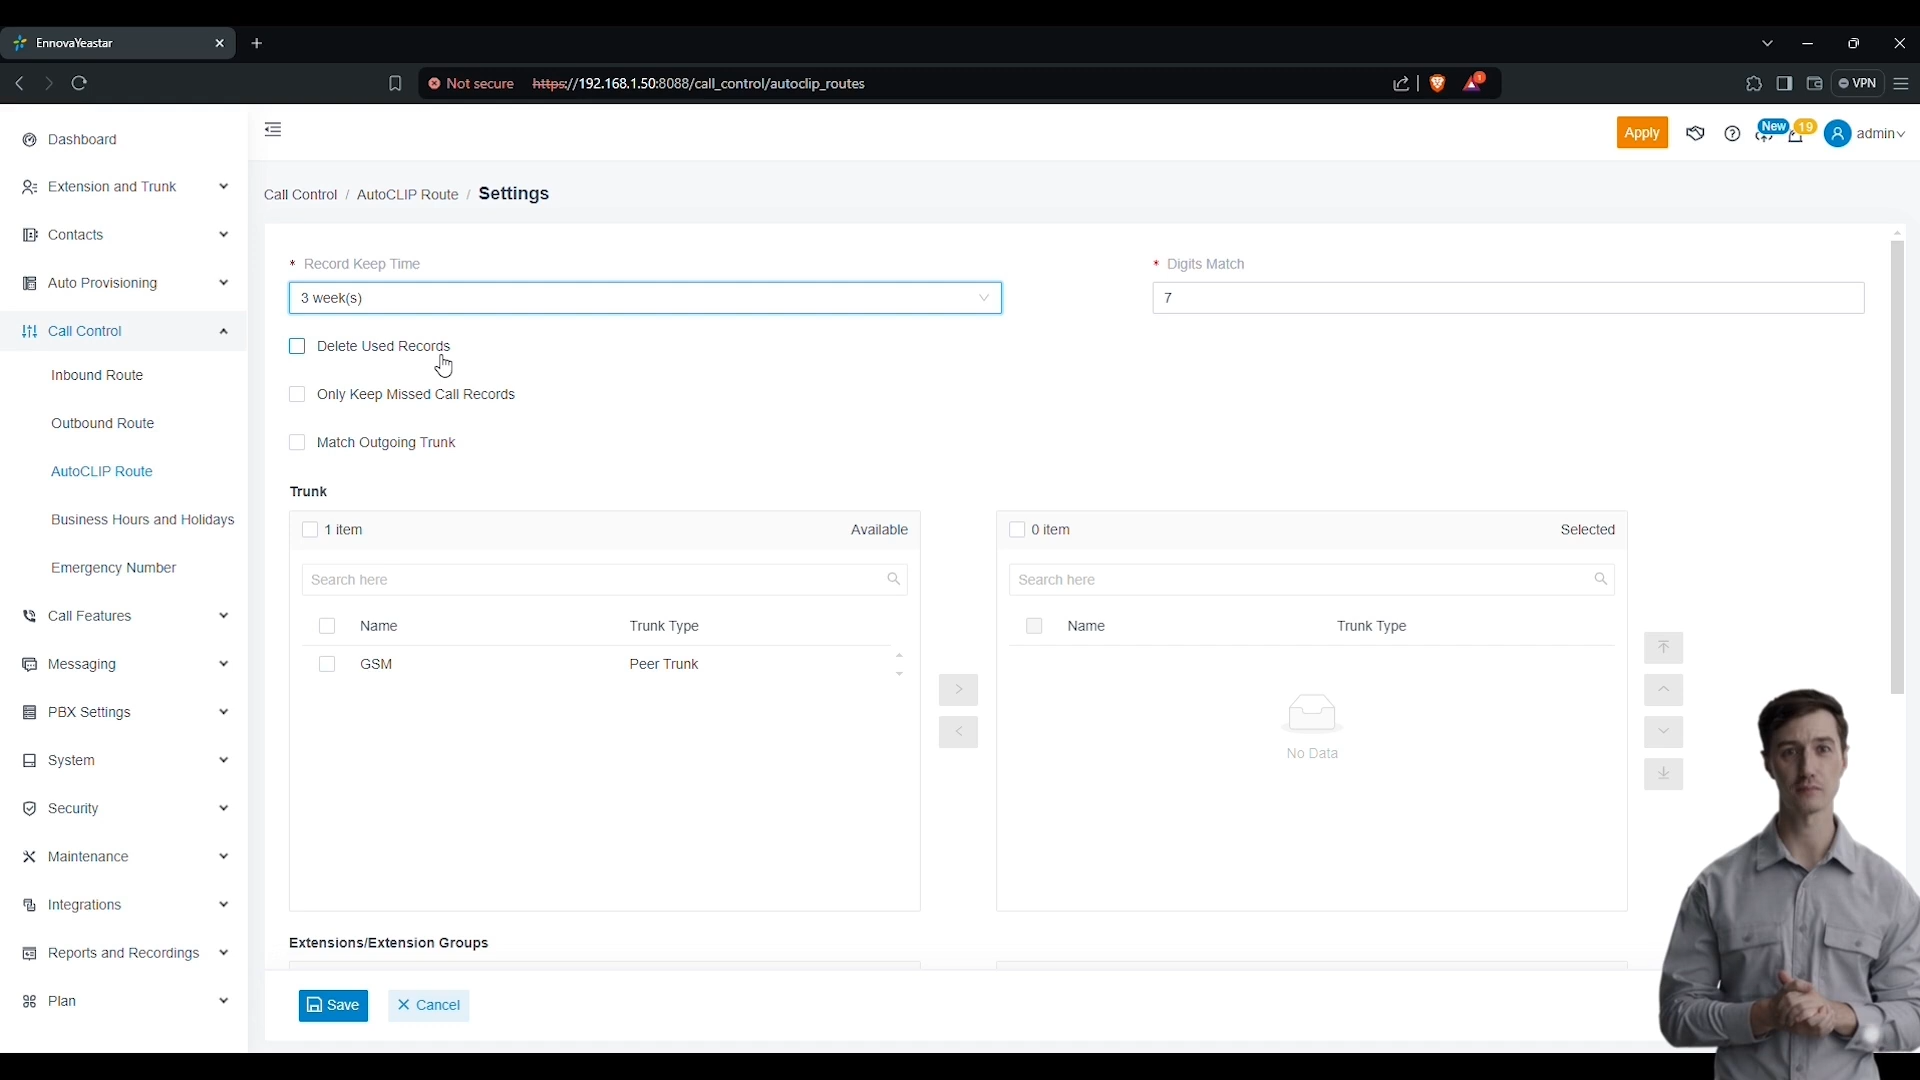 EnnovaYeastar
Not secure https://192.168.1.50:8088/call_control/autoclip_routes
1
VPN
Dashboard
Extension and Trunk
Contacts
Auto Provisioning
Call Control
Inbound Route
Outbound Route
AutoCLIP Route
Business Hours and Holidays
Emergency Number
Call Features
Messaging
PBX Settings
System
Security
Maintenance
Integrations
Reports and Recordings
Plan
Apply
New
19
admin
Call Control / AutoCLIP Route / Settings
* Record Keep Time
3 week(s)
* Digits Match
7
Delete Used Records
Only Keep Missed Call Records
Match Outgoing Trunk
Trunk
1 item Available
Search here
Name Trunk Type
GSM Peer Trunk
0 item Selected
Search here
Name Trunk Type
No Data
Extensions/Extension Groups
Save Cancel